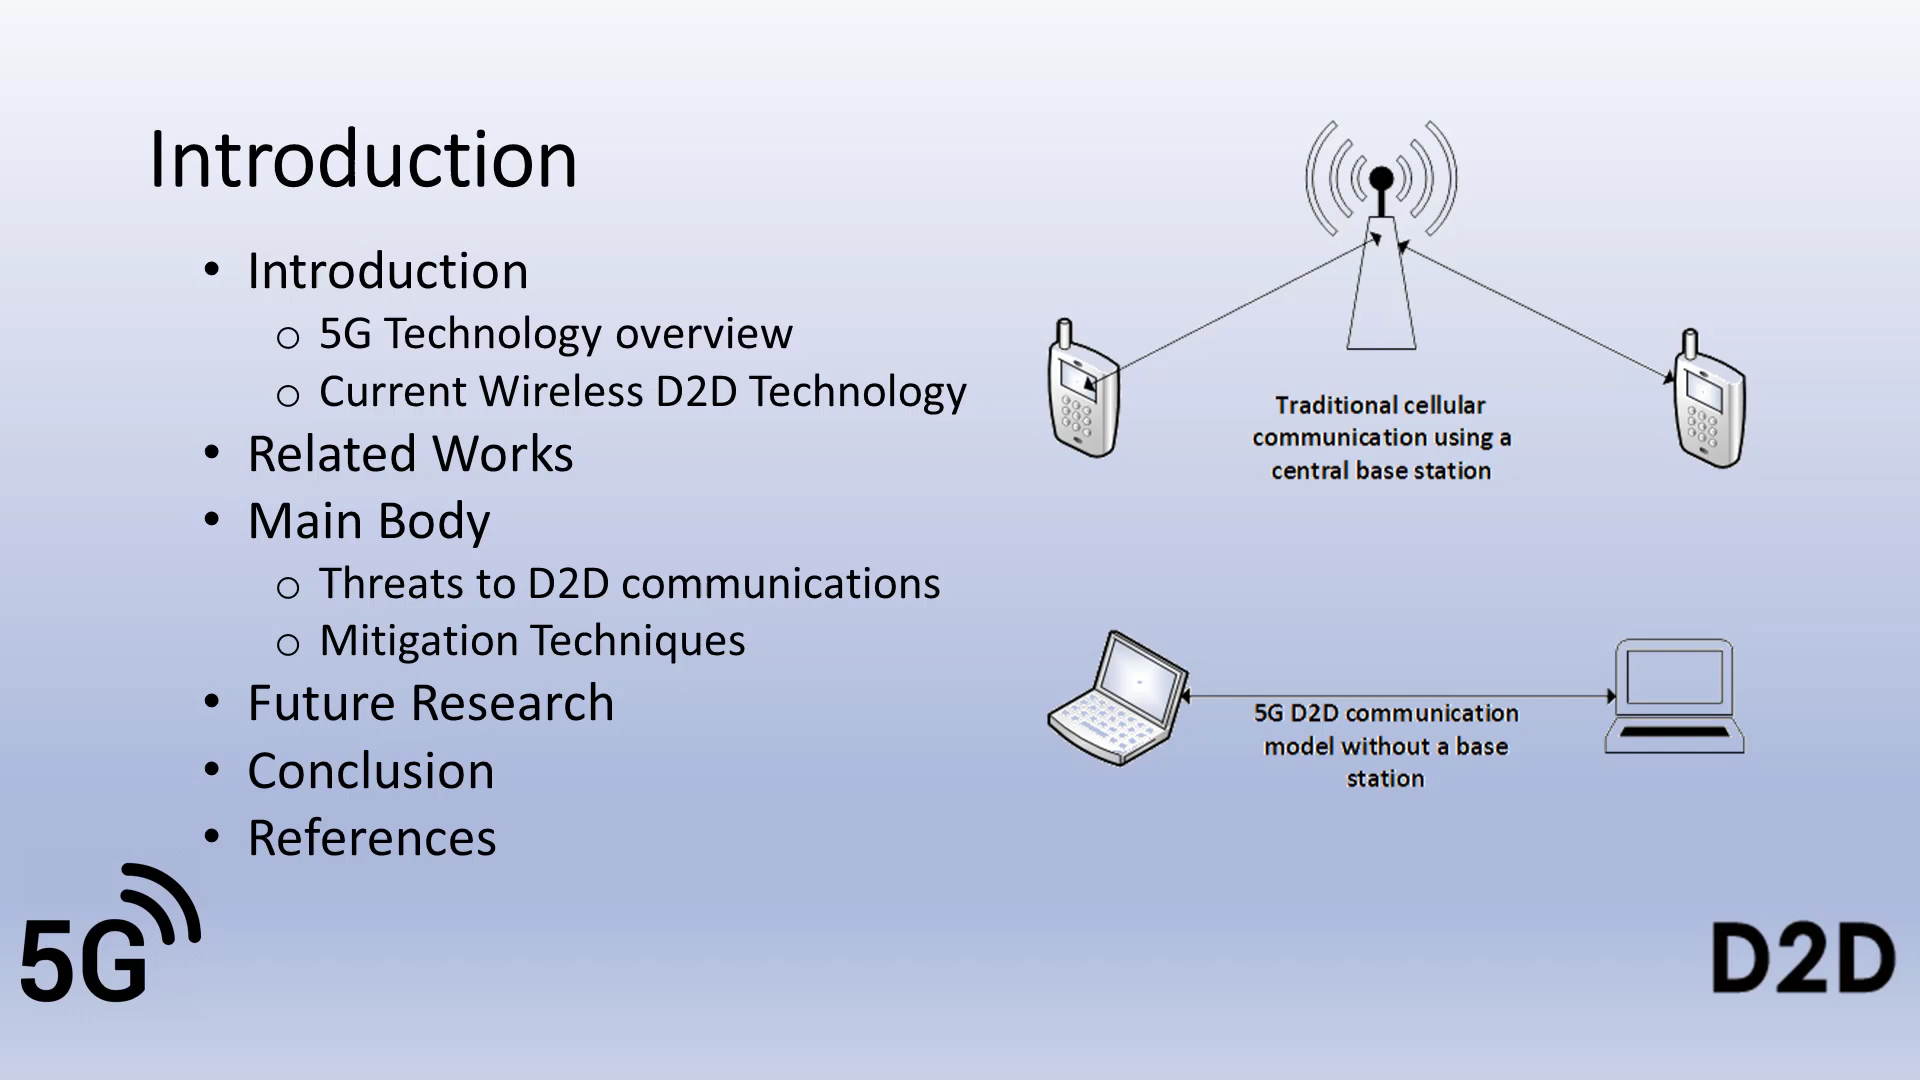 Introduction
• Introduction
o 5G Technology overview
o Current Wireless D2D Technology
• Related Works
• Main Body
o Threats to D2D communications
o Mitigation Techniques
• Future Research
• Conclusion
• References
Traditional cellular
communication using a
central base station
5G D2D communication
model without a base
station
5G
D2D